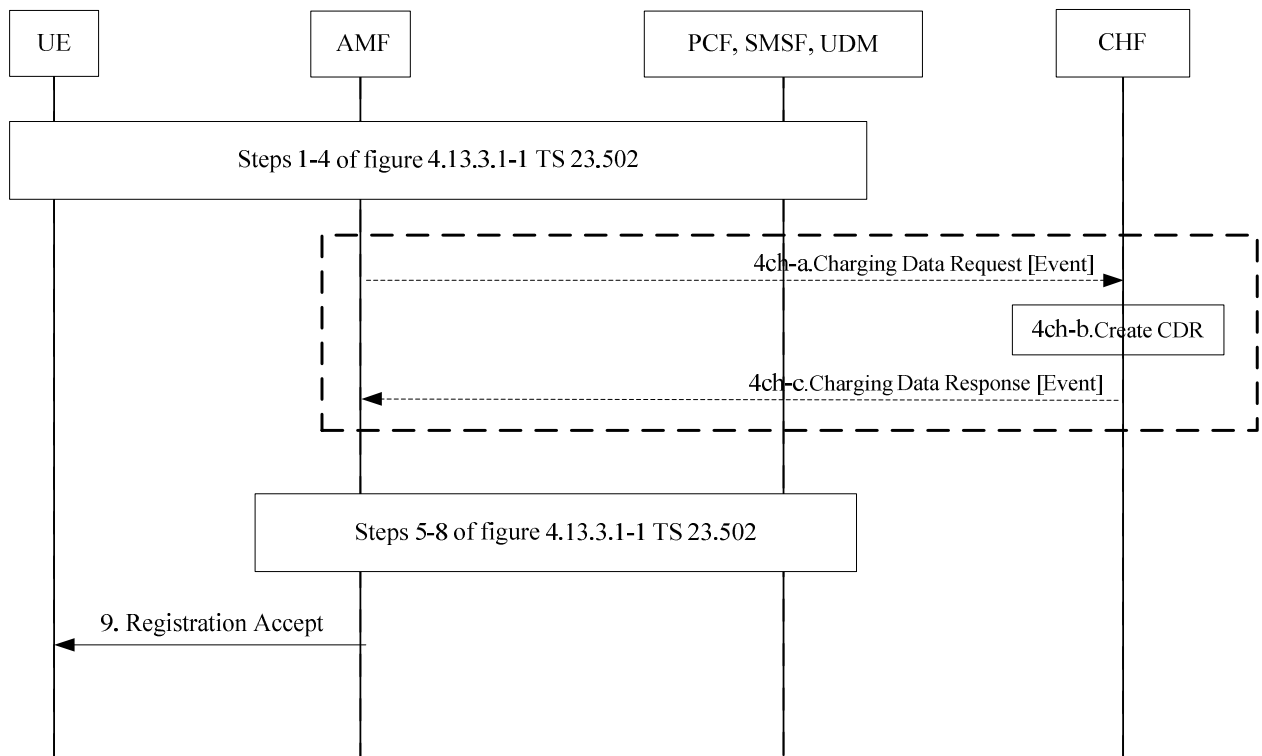 UE
AMF
PCF, SMSF, UDM
CHF
Steps 1-4 of figure 4.13.3.1-1 TS 23.502
4ch-a.Charging Data Request [Event]
4ch-b.Create CDR
4ch-c.Charging Data Response [Event]
Steps 5-8 of figure 4.13.3.1-1 TS 23.502
9. Registration Accept